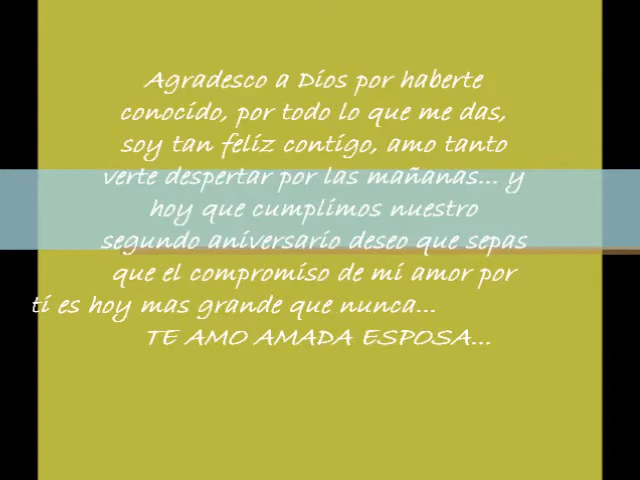 Agradesco a Dios por haberte
conocido, por todo lo que me das,
soy tan feliz contigo, amo tanto
verte despertar por las mañanas... y
hoy que cumplimos nuestro
segundo aniversario deseo que sepas
que el compromiso de mi amor por
ti es hoy mas grande que nunca...
TE AMO AMADA ESPOSA...